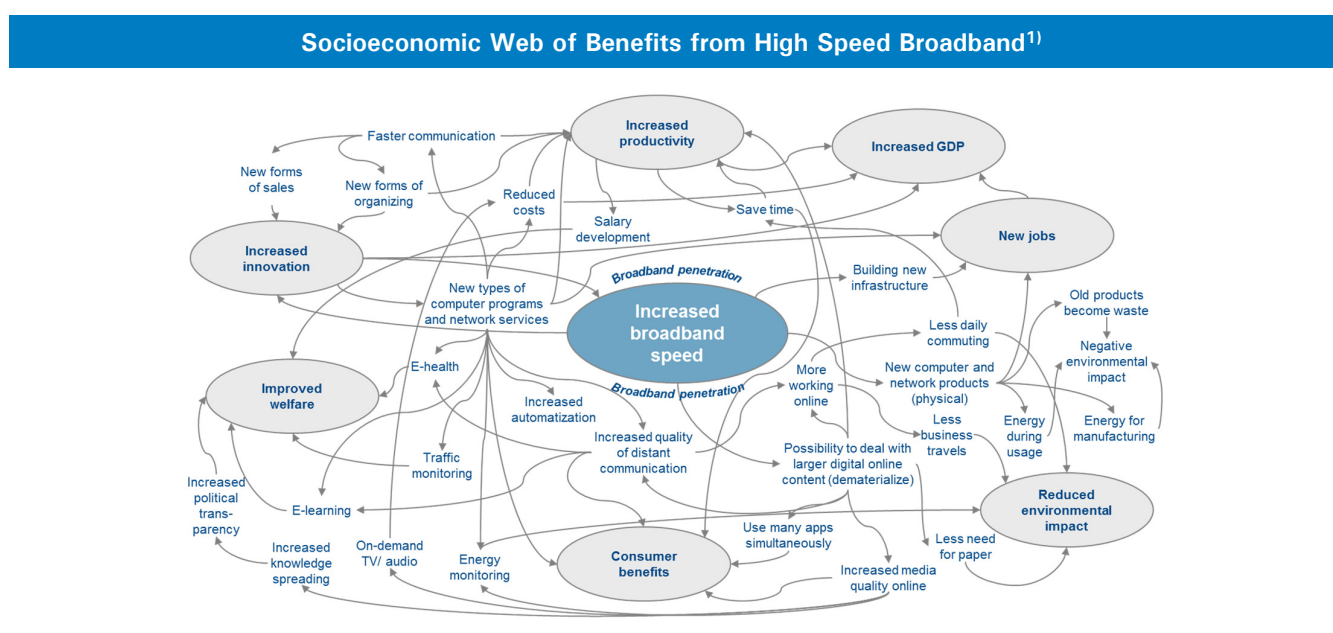 Socioeconomic Web of Benefits from High Speed Broadband1)
Increased
productivity
Increased GDP
Faster communication
New forms
of sales
New forms of
organizing
Reduced
costs
Save time
Salary
development
New jobs
Increased
innovation
Broadband penetration
Building new
infrastructure
New types of
computer programs
and network services
Increased
broadband
speed
Old products
become waste
Less daily
commuting
Negative
environmental
impact
E-health
More
working
online
New computer and
network products
(physical)
Improved
welfare
Broadband penetration
Increased
automatization
Energy
during
usage
Energy for
manufacturing
Less
business
travels
Increased quality
of distant
communication
Possibility to deal with
larger digital online
content (dematerialize)
Traffic
monitoring
Increased
political
trans-
parency
E-learning
Reduced
environmental
impact
Use many apps
simultaneously
Less need
for paper
Increased
knowledge
spreading
On-demand
TV/ audio
Energy
monitoring
Consumer
benefits
Increased media
quality online